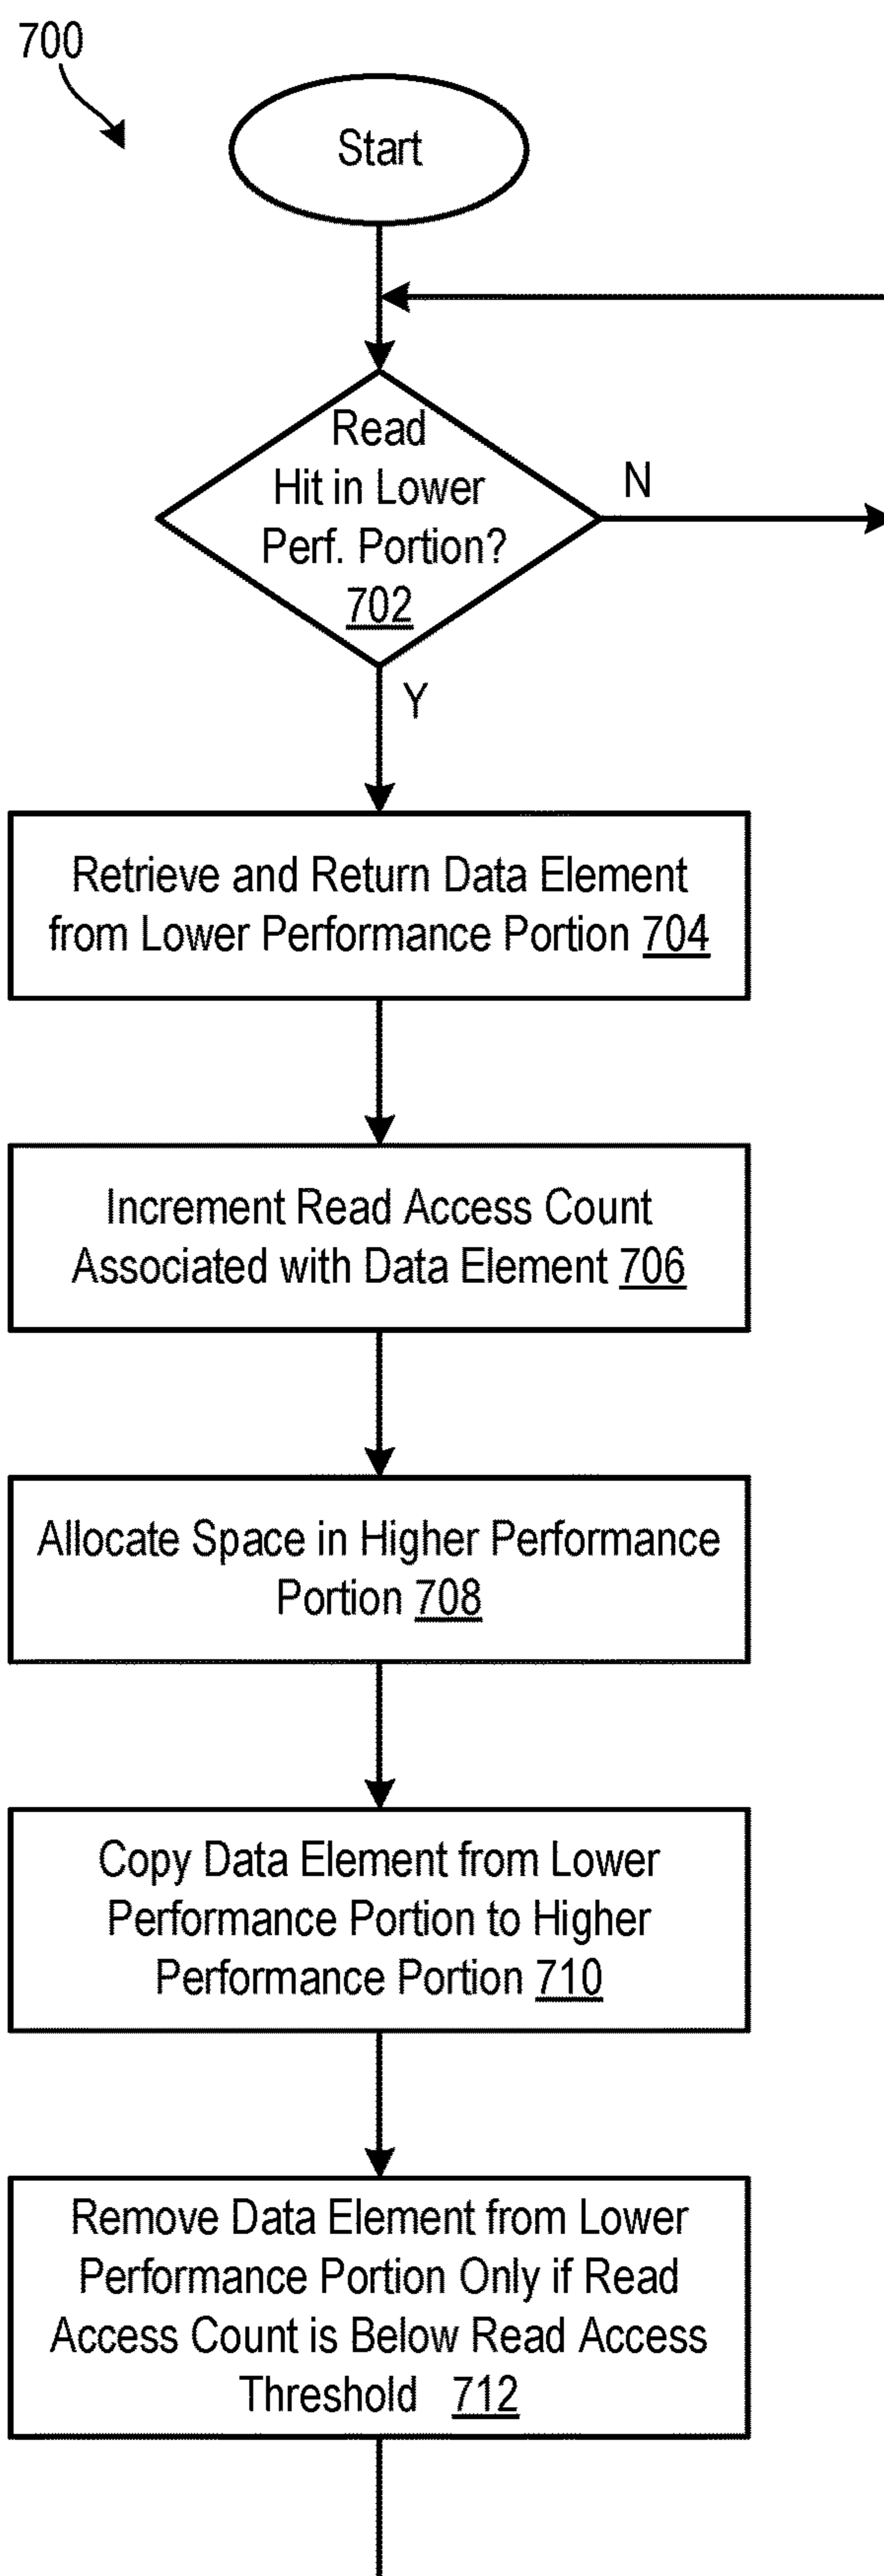 700
Start
Read
Hit in Lower
Perf. Portion?
702
N
Y
Retrieve and Return Data Element
from Lower Performance Portion 704
Increment Read Access Count
Associated with Data Element 706
Allocate Space in Higher Performance
Portion 708
Copy Data Element from Lower
Performance Portion to Higher
Performance Portion 710
Remove Data Element from Lower
Performance Portion Only if Read
Access Count is Below Read Access
Threshold 712